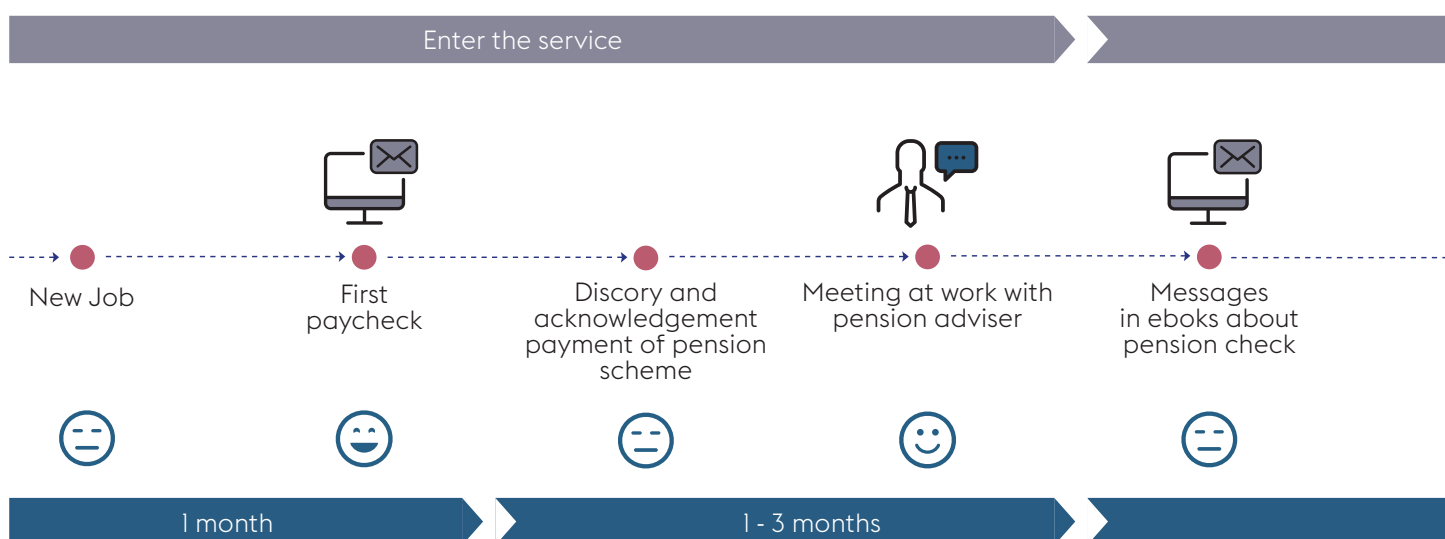 Enter the service
New Job
First
paycheck
Discory and
acknowledgement
payment of pension
scheme
Meeting at work with
pension adviser
Messages
in eboks about
pension check
1 month
1 - 3 months